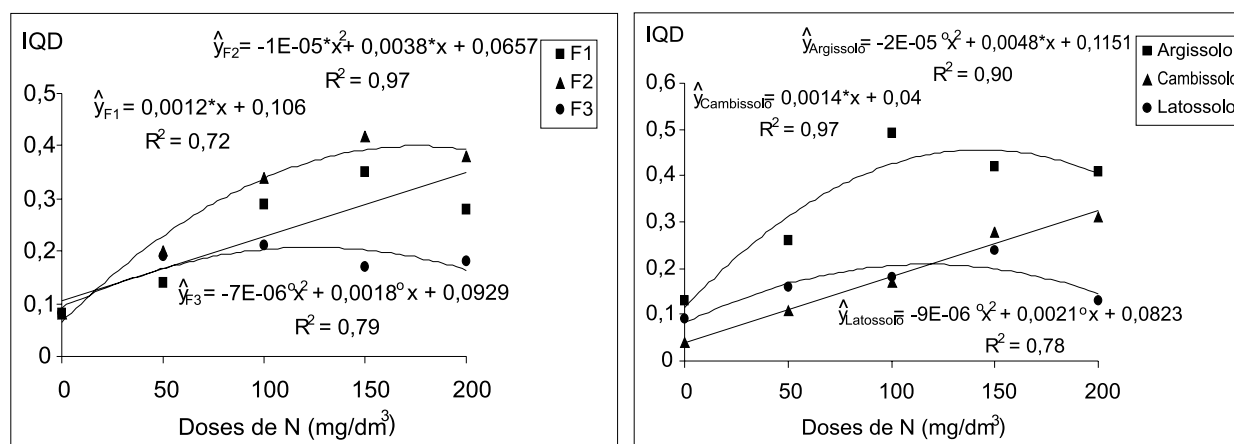 IQD
ŷF2 = -1E-05*x²+ 0,0038*x + 0,0657
R² = 0,97
ŷF1 = 0,0012*x + 0,106
R² = 0,72
F1
F2
F3
0,5
0,4
0,3
0,2
0,1
0
ŷF3 = -7E-06°x² + 0,0018°x + 0,0929
R² = 0,79
0 50 100 150 200
Doses de N (mg/dm³)
IQD
ŷArgissolo = -2E-05 °x² + 0,0048*x + 0,1151
R² = 0,90
ŷCambissolo = 0,0014*x + 0,04
R² = 0,97
Argissolo
Cambissolo
Latossolo
0,6
0,5
0,4
0,3
0,2
0,1
0
ŷLatossolo = -9E-06 °x² + 0,0021°x + 0,0823
R² = 0,78
0 50 100 150 200
Doses de N (mg/dm³)